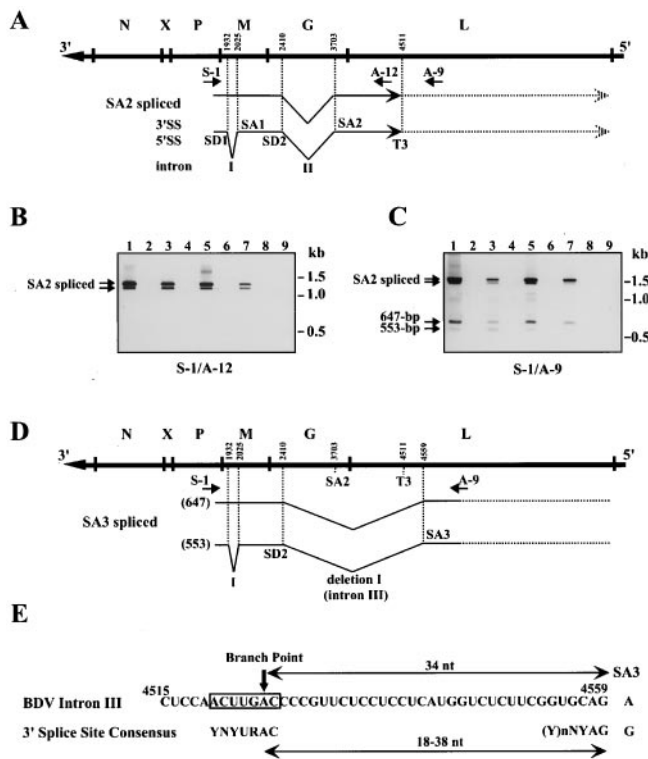 A
N X P M G L
3' 1932 2025 2410 3703 4511 5'
S-1 A-12 A-9
SA2 spliced
3'SS SA1 SA2
5'SS SD1 SD2 T3
intron I II
B
1 2 3 4 5 6 7 8 9
kb
SA2 spliced
1.5
1.0
0.5
S-1/A-12
C
1 2 3 4 5 6 7 8 9
kb
SA2 spliced
1.5
1.0
647-bp
553-bp
0.5
S-1/A-9
D
N X P M G L
3' 1932 2025 2410 3703 4511 4559 5'
S-1 SA2 T3 A-9
(647)
SA3 spliced
SA3
(553)
SD2
I deletion I
(intron III)
E
Branch Point
34 nt SA3
4515 4559
BDV Intron III CUCCAACUUGACCCCGUUCUCCUCCUCAUGGUCUCUUCGGUGCAG A
3' Splice Site Consensus YNYURAC (Y)nNYAG G
18-38 nt